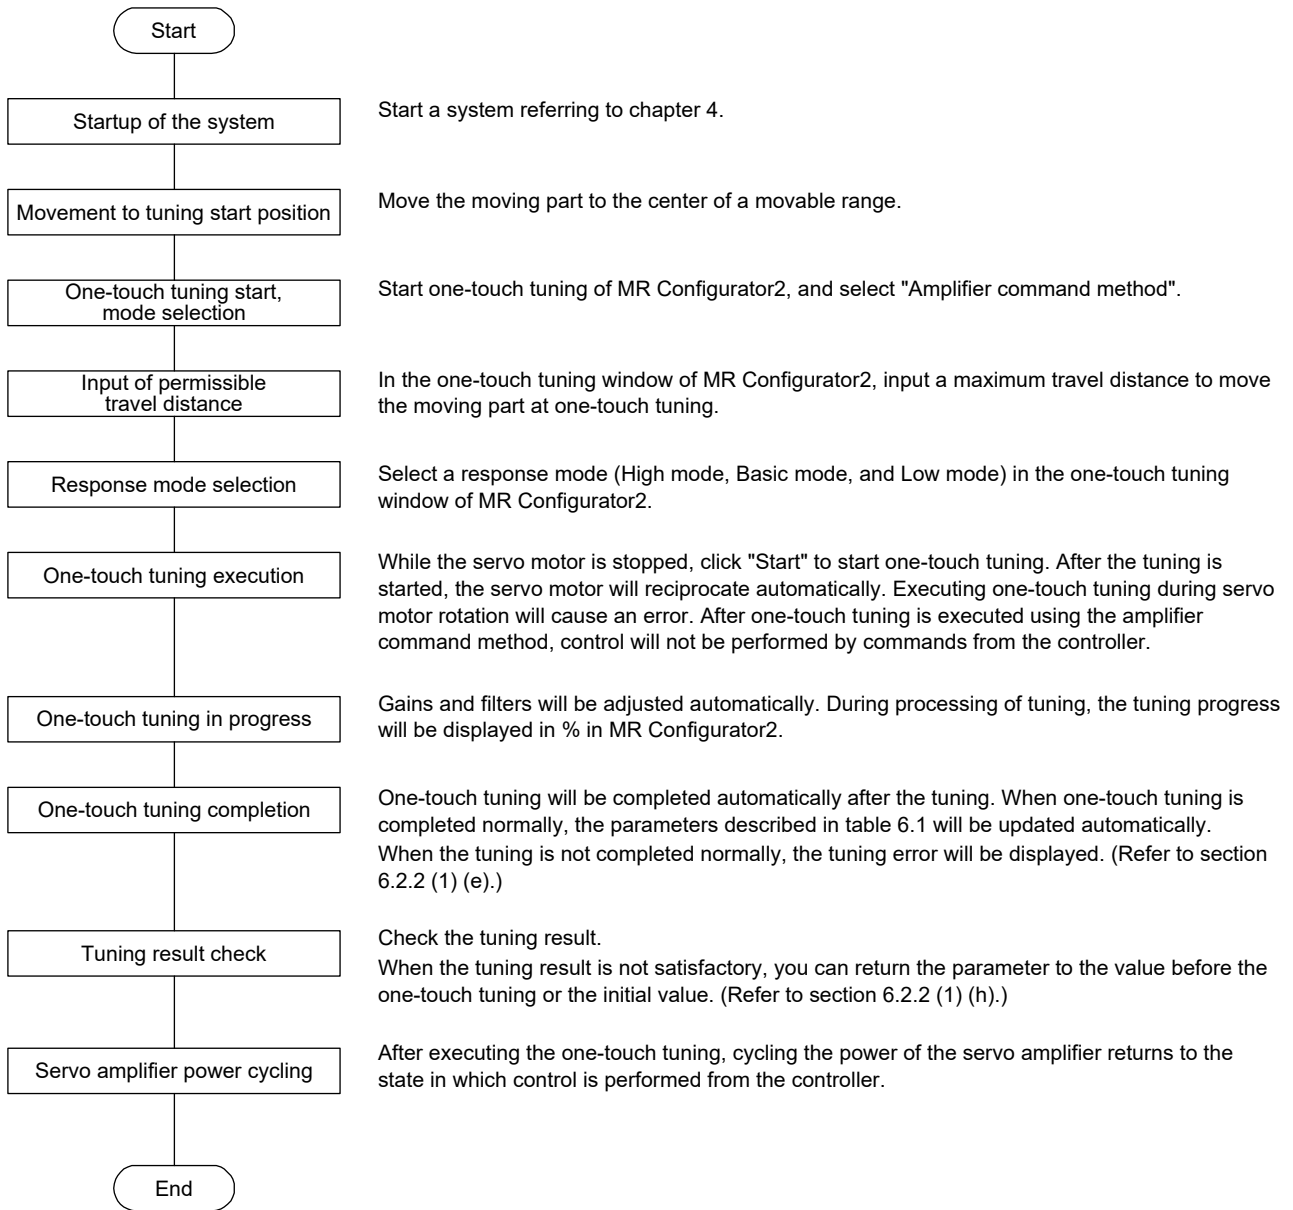 Start
Startup of the system
Start a system referring to chapter 4.
Movement to tuning start position
Move the moving part to the center of a movable range.
One-touch tuning start,
mode selection
Start one-touch tuning of MR Configurator2, and select "Amplifier command method".
Input of permissible
travel distance
In the one-touch tuning window of MR Configurator2, input a maximum travel distance to move
the moving part at one-touch tuning.
Response mode selection
Select a response mode (High mode, Basic mode, and Low mode) in the one-touch tuning
window of MR Configurator2.
One-touch tuning execution
While the servo motor is stopped, click "Start" to start one-touch tuning. After the tuning is
started, the servo motor will reciprocate automatically. Executing one-touch tuning during servo
motor rotation will cause an error. After one-touch tuning is executed using the amplifier
command method, control will not be performed by commands from the controller.
One-touch tuning in progress
Gains and filters will be adjusted automatically. During processing of tuning, the tuning progress
will be displayed in % in MR Configurator2.
One-touch tuning completion
One-touch tuning will be completed automatically after the tuning. When one-touch tuning is
completed normally, the parameters described in table 6.1 will be updated automatically.
When the tuning is not completed normally, the tuning error will be displayed. (Refer to section
6.2.2 (1) (e).)
Tuning result check
Check the tuning result.
When the tuning result is not satisfactory, you can return the parameter to the value before the
one-touch tuning or the initial value. (Refer to section 6.2.2 (1) (h).)
Servo amplifier power cycling
After executing the one-touch tuning, cycling the power of the servo amplifier returns to the
state in which control is performed from the controller.
End